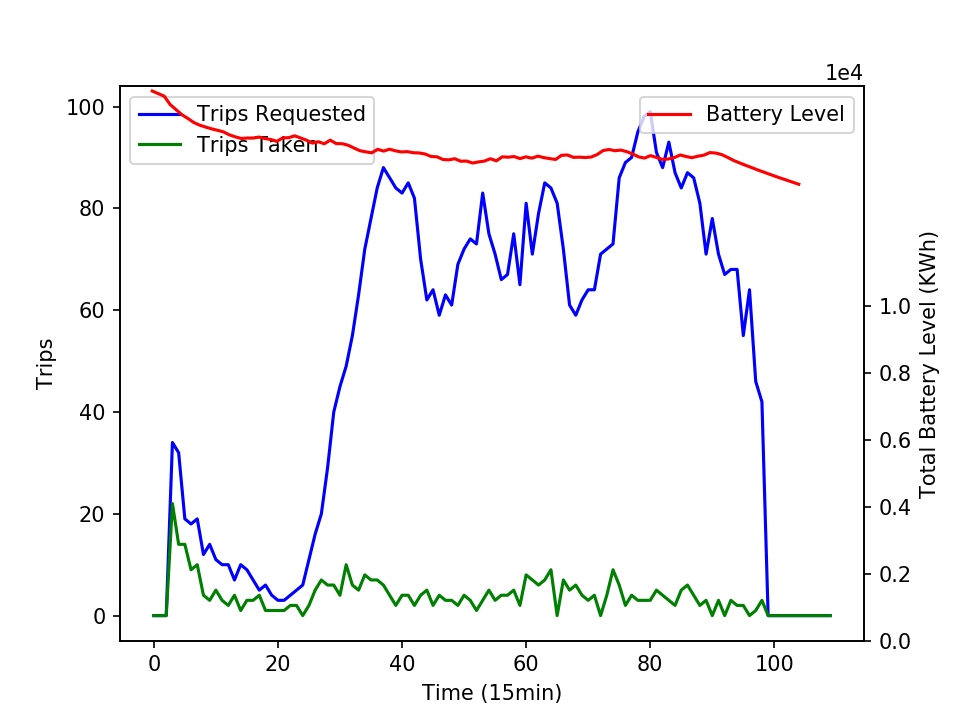 1e4
Trips Requested
Trips Taken
Battery Level
100
80
60
40
20
0
Trips
1.0
0.8
0.6
0.4
0.2
0.0
Total Battery Level (KWh)
0 20 40 60 80 100
Time (15min)